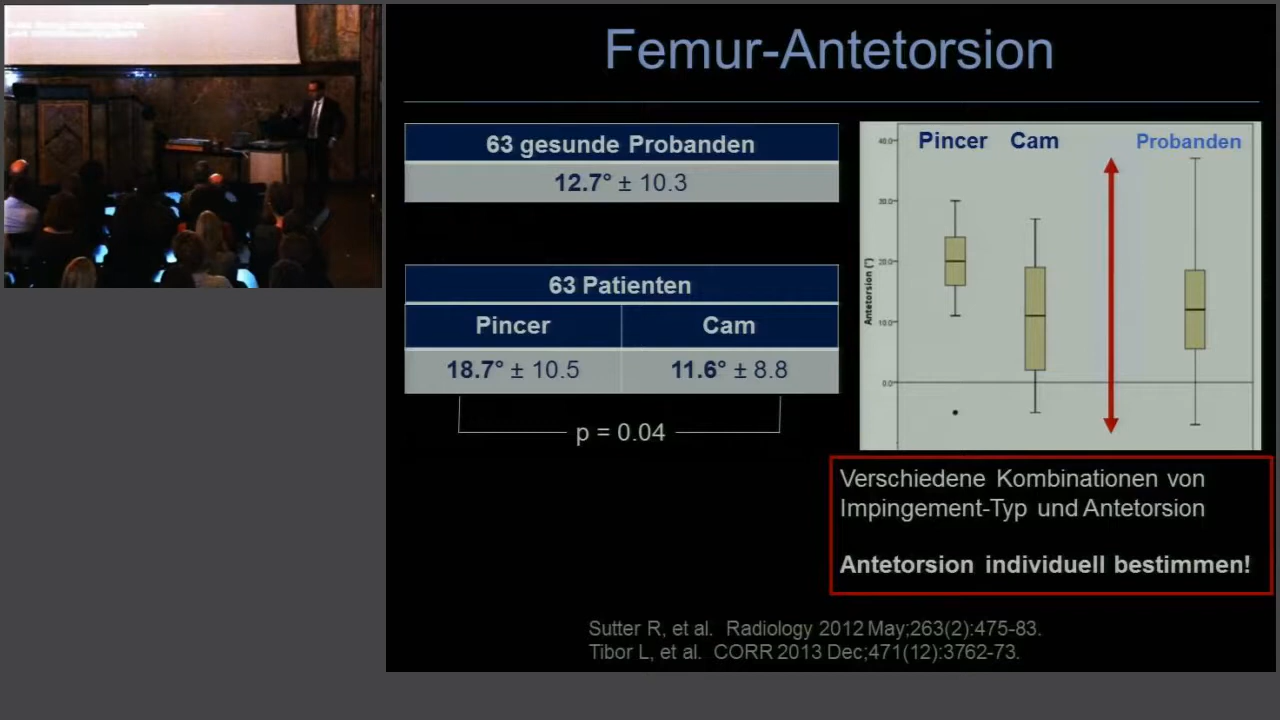 Femur-Antetorsion
63 gesunde Probanden
12.7° ± 10.3
63 Patienten
Pincer Cam
18.7° ± 10.5 11.6° ± 8.8
p = 0.04
Pincer Cam Probanden
40.0
30.0
20.0
10.0
0.0
Antetorsion (°)
Verschiedene Kombinationen von
Impingement-Typ und Antetorsion
Antetorsion individuell bestimmen!
Sutter R, et al. Radiology 2012 May;263(2):475-83.
Tibor L, et al. CORR 2013 Dec;471(12):3762-73.